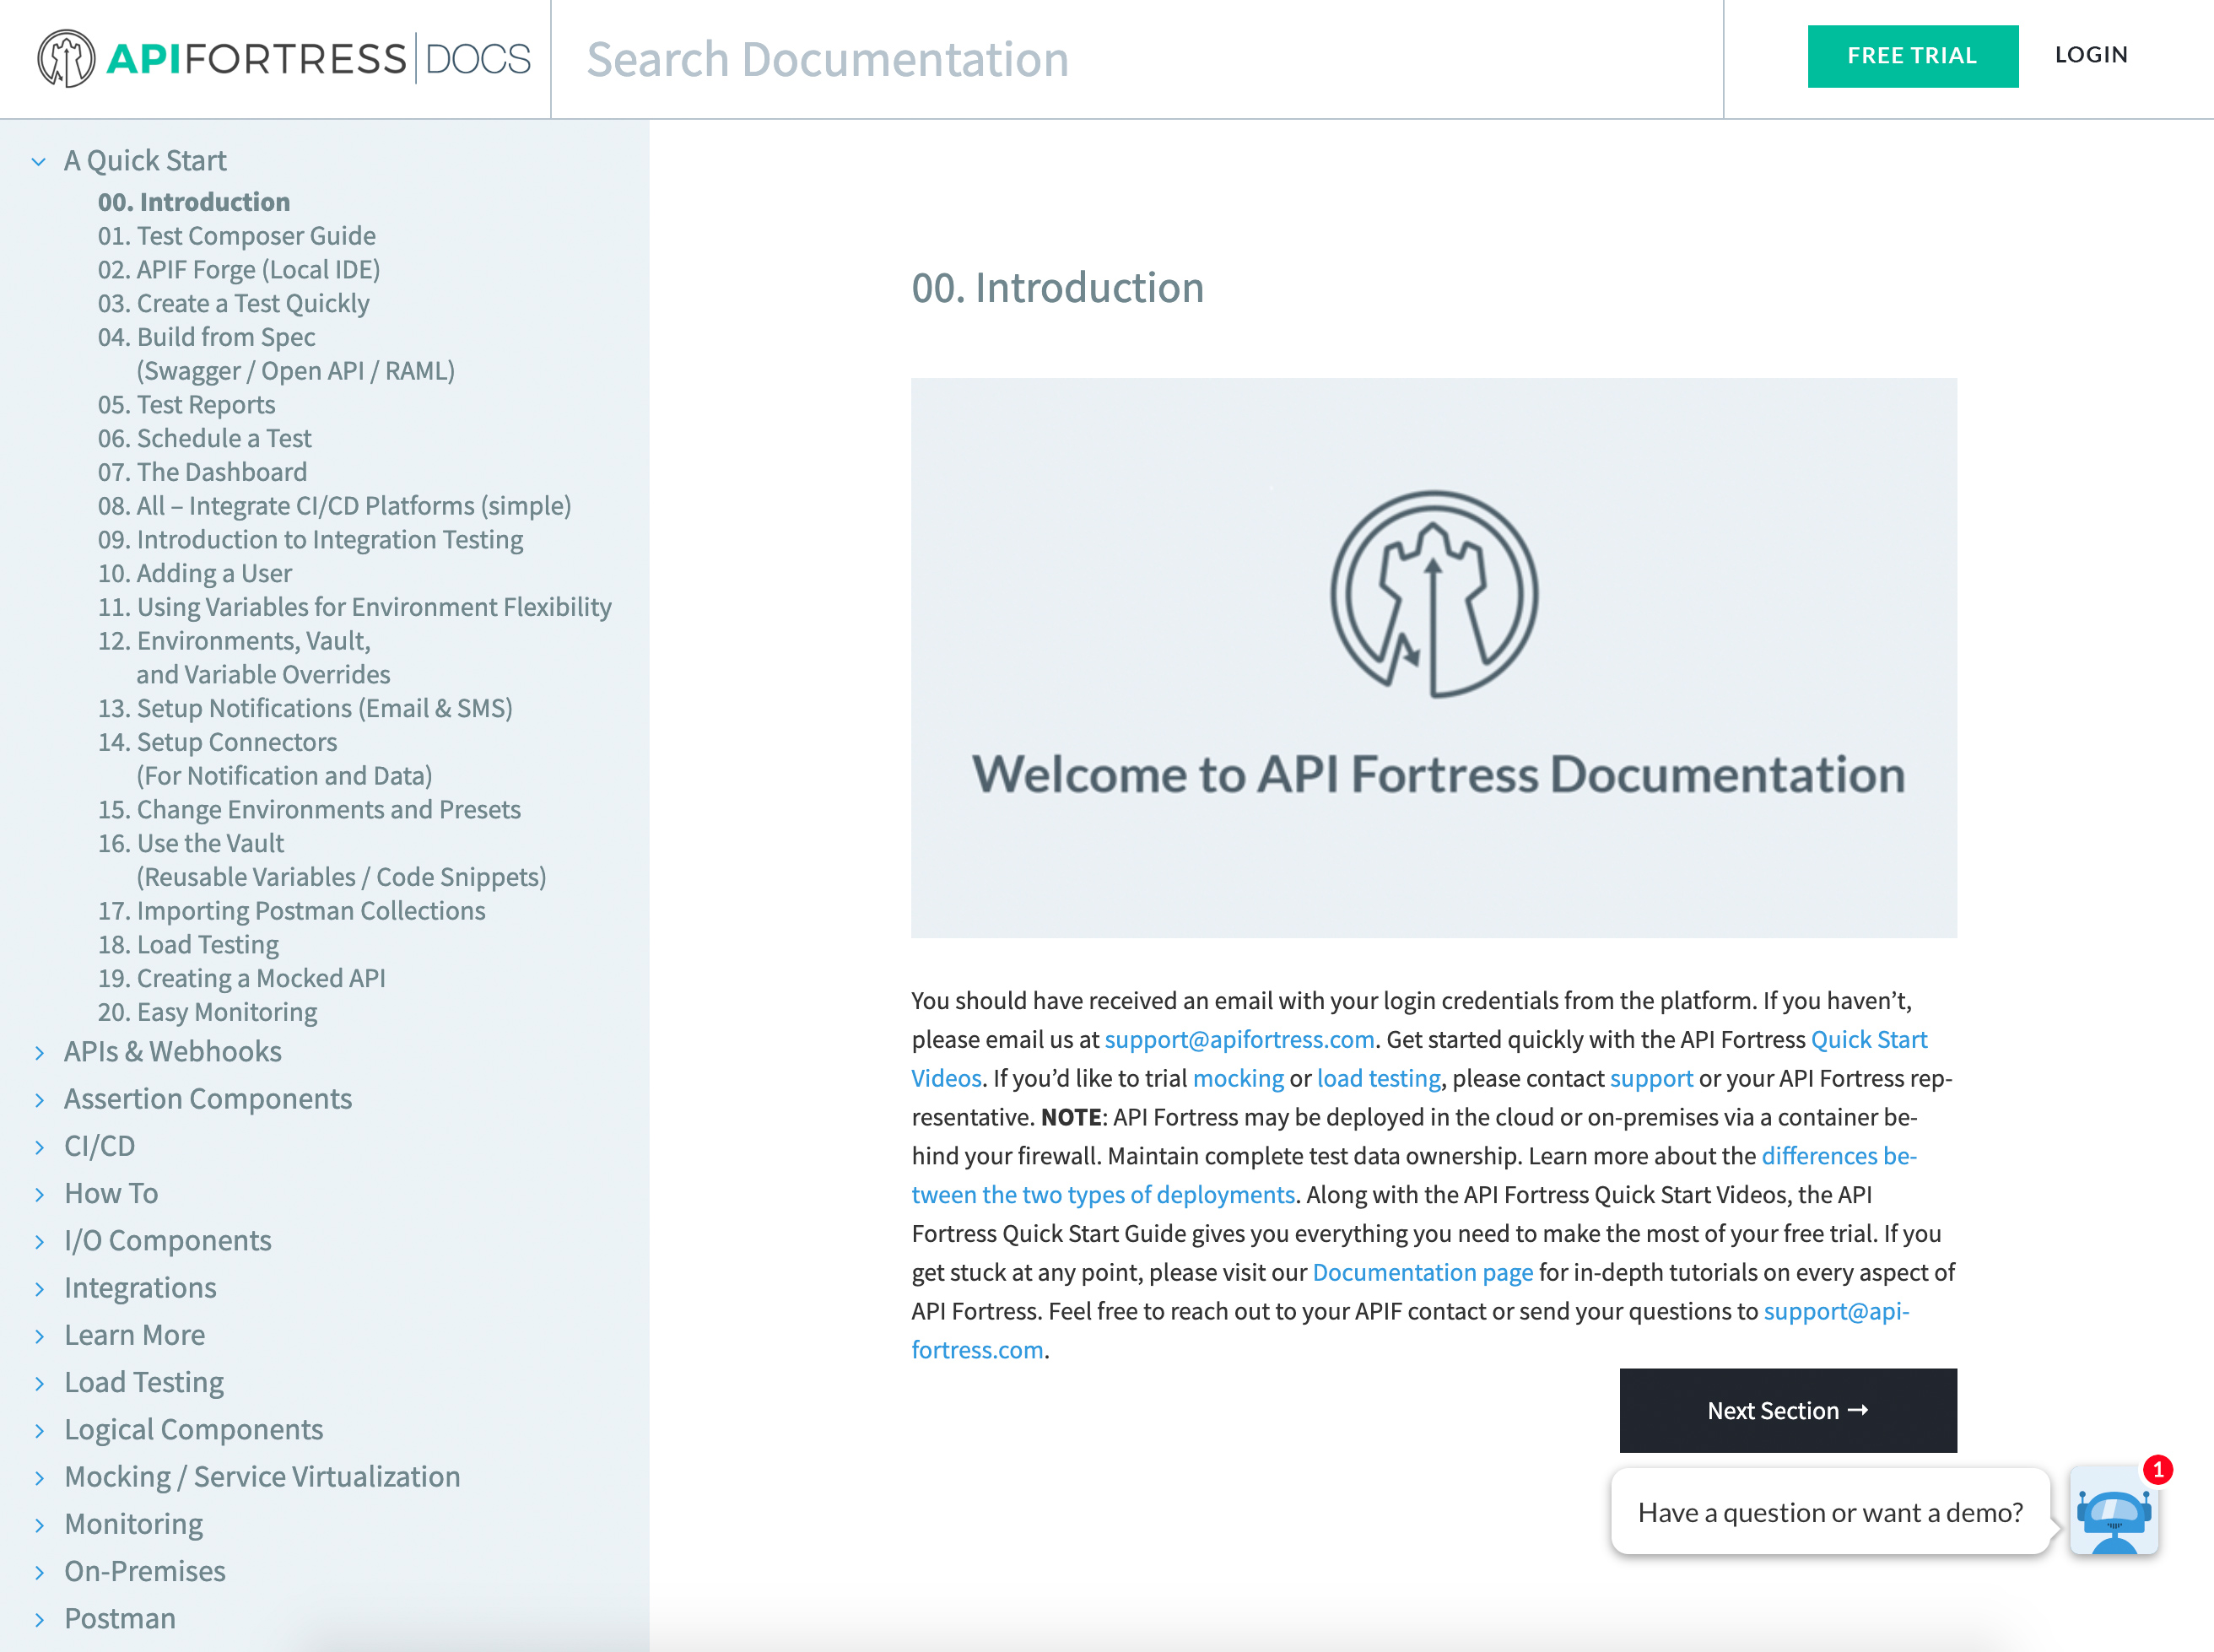 APIFORTRESS|DOCS
Search Documentation
FREE TRIAL
LOGIN
A Quick Start
00. Introduction
01. Test Composer Guide
02. APIF Forge (Local IDE)
03. Create a Test Quickly
04. Build from Spec
(Swagger / Open API / RAML)
05. Test Reports
06. Schedule a Test
07. The Dashboard
08. All – Integrate CI/CD Platforms (simple)
09. Introduction to Integration Testing
10. Adding a User
11. Using Variables for Environment Flexibility
12. Environments, Vault,
and Variable Overrides
13. Setup Notifications (Email & SMS)
14. Setup Connectors
(For Notification and Data)
15. Change Environments and Presets
16. Use the Vault
(Reusable Variables / Code Snippets)
17. Importing Postman Collections
18. Load Testing
19. Creating a Mocked API
20. Easy Monitoring
APIs & Webhooks
Assertion Components
CI/CD
How To
I/O Components
Integrations
Learn More
Load Testing
Logical Components
Mocking / Service Virtualization
Monitoring
On-Premises
Postman
00. Introduction
Welcome to API Fortress Documentation
You should have received an email with your login credentials from the platform. If you haven’t,
please email us at support@apifortress.com. Get started quickly with the API Fortress Quick Start
Videos. If you’d like to trial mocking or load testing, please contact support or your API Fortress rep-
resentative. NOTE: API Fortress may be deployed in the cloud or on-premises via a container be-
hind your firewall. Maintain complete test data ownership. Learn more about the differences be-
tween the two types of deployments. Along with the API Fortress Quick Start Videos, the API
Fortress Quick Start Guide gives you everything you need to make the most of your free trial. If you
get stuck at any point, please visit our Documentation page for in-depth tutorials on every aspect of
API Fortress. Feel free to reach out to your APIF contact or send your questions to support@api-
fortress.com.
Next Section →
Have a question or want a demo?
1